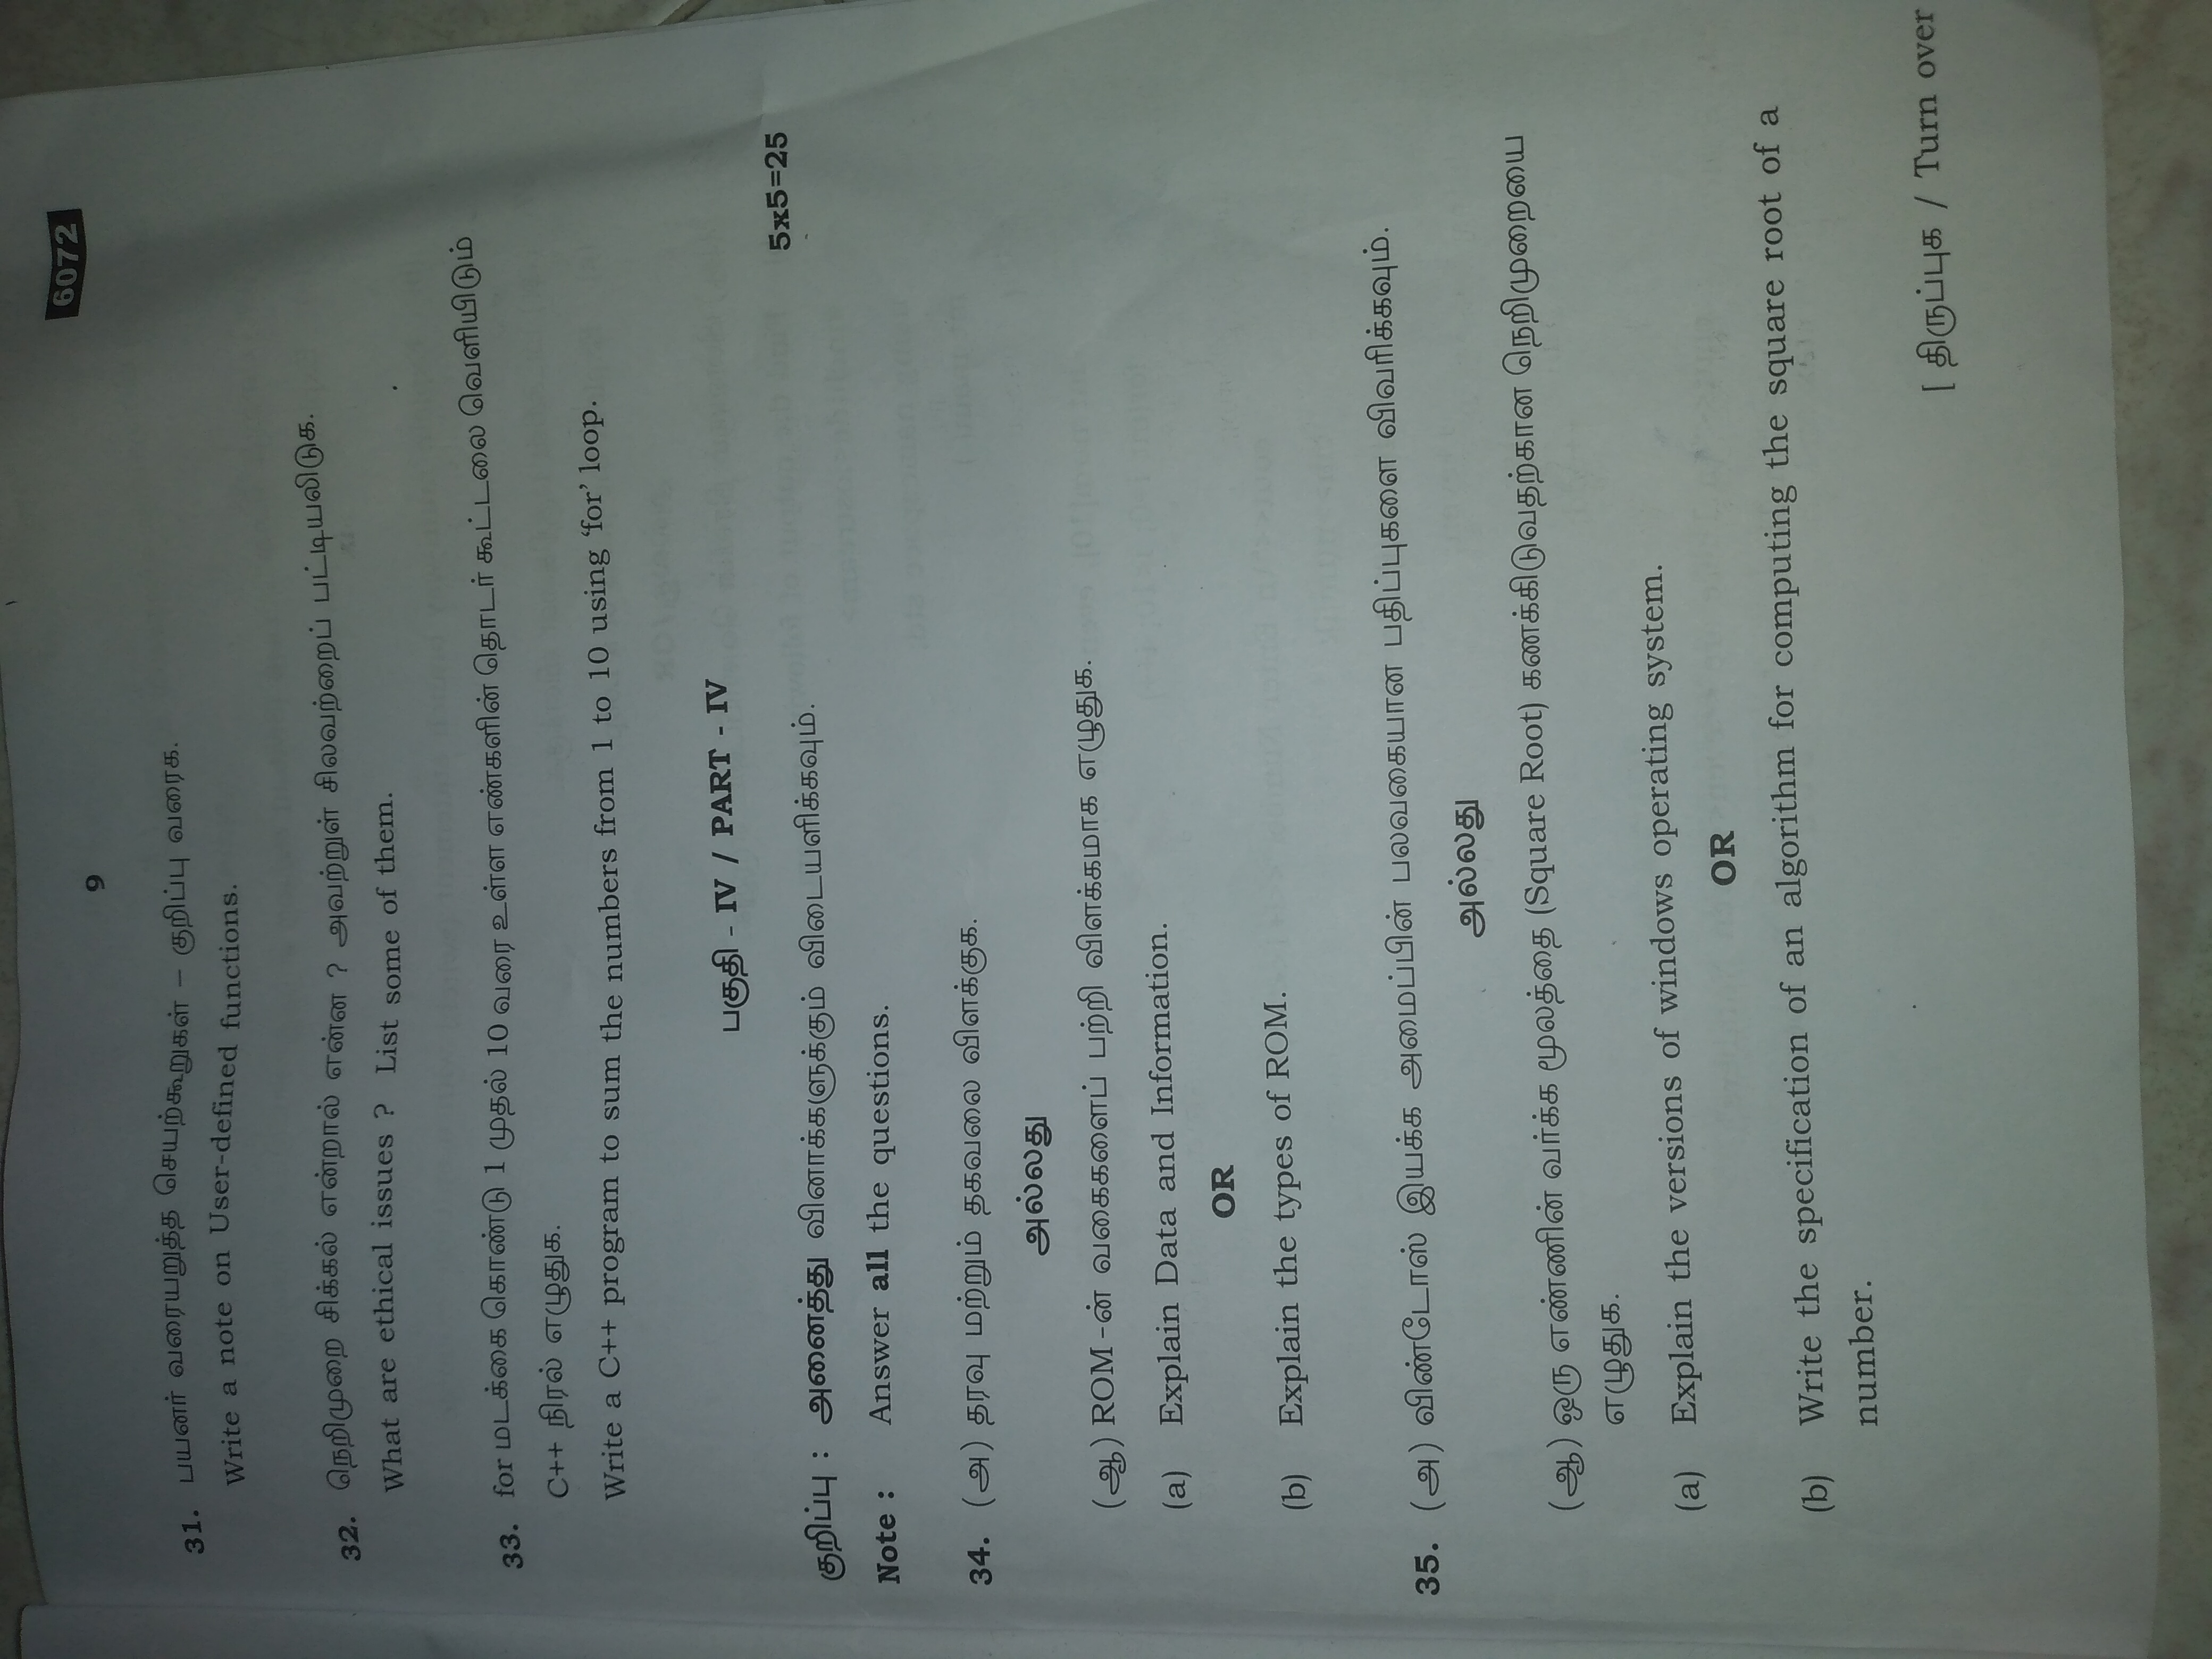 6072
9
31. பயனர் வரையறுத்த செயற்கூறுகள் – குறிப்பு வரைக.
Write a note on User-defined functions.
32. நெறிமுறை சிக்கல் என்றால் என்ன ? அவற்றுள் சிலவற்றைப் பட்டியலிடுக.
What are ethical issues ? List some of them.
33. for மடக்கை கொண்டு 1 முதல் 10 வரை உள்ள எண்களின் தொடர் கூட்டலை வெளியிடும்
C++ நிரல் எழுதுக.
Write a C++ program to sum the numbers from 1 to 10 using ‘for’ loop.
பகுதி - IV / PART - IV
5x5=25
குறிப்பு : அனைத்து வினாக்களுக்கும் விடையளிக்கவும்.
Note : Answer all the questions.
34. (அ) தரவு மற்றும் தகவலை விளக்குக.
அல்லது
(ஆ) ROM -ன் வகைகளைப் பற்றி விளக்கமாக எழுதுக.
(a) Explain Data and Information.
OR
(b) Explain the types of ROM.
35. (அ) விண்டோஸ் இயக்க அமைப்பின் பலவகையான பதிப்புகளை விவரிக்கவும்.
அல்லது
(ஆ) ஒரு எண்ணின் வர்க்க மூலத்தை (Square Root) கணக்கிடுவதற்கான நெறிமுறையை
எழுதுக.
(a) Explain the versions of windows operating system.
OR
(b) Write the specification of an algorithm for computing the square root of a
number.
[ திருப்புக / Turn over